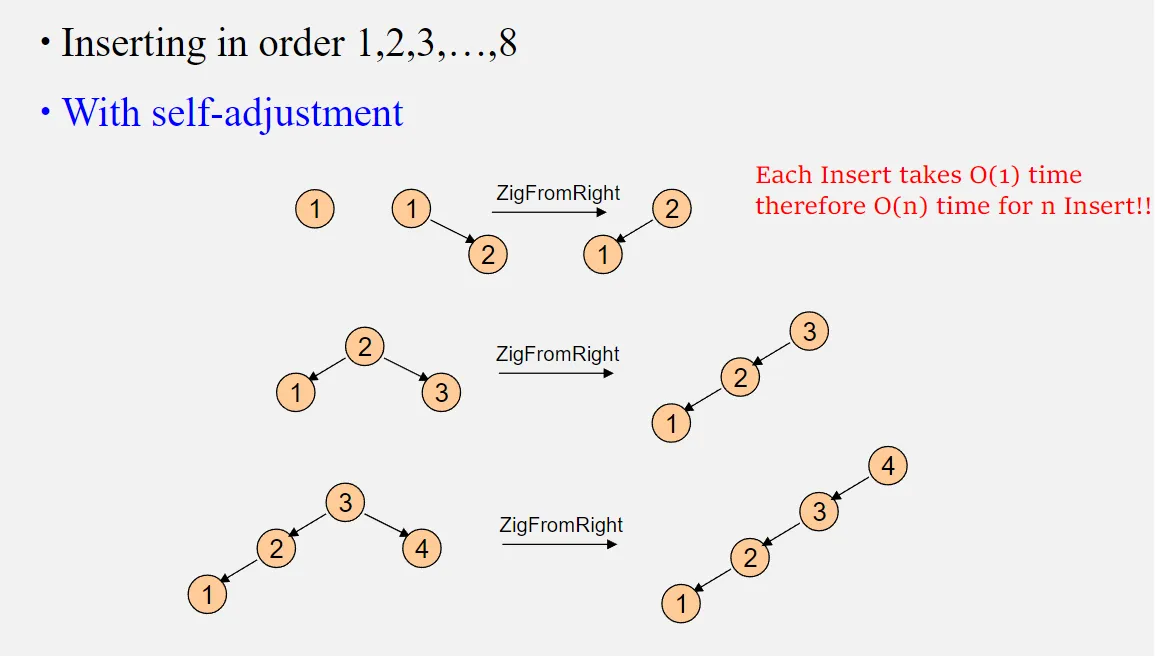 • Inserting in order 1,2,3,…,8
• With self-adjustment
Each Insert takes O(1) time
therefore O(n) time for n Insert!!
1 1 ZigFromRight 2
2 1
2 ZigFromRight 3
1 3 2
1
3 ZigFromRight 4
2 4 3
1 2
1